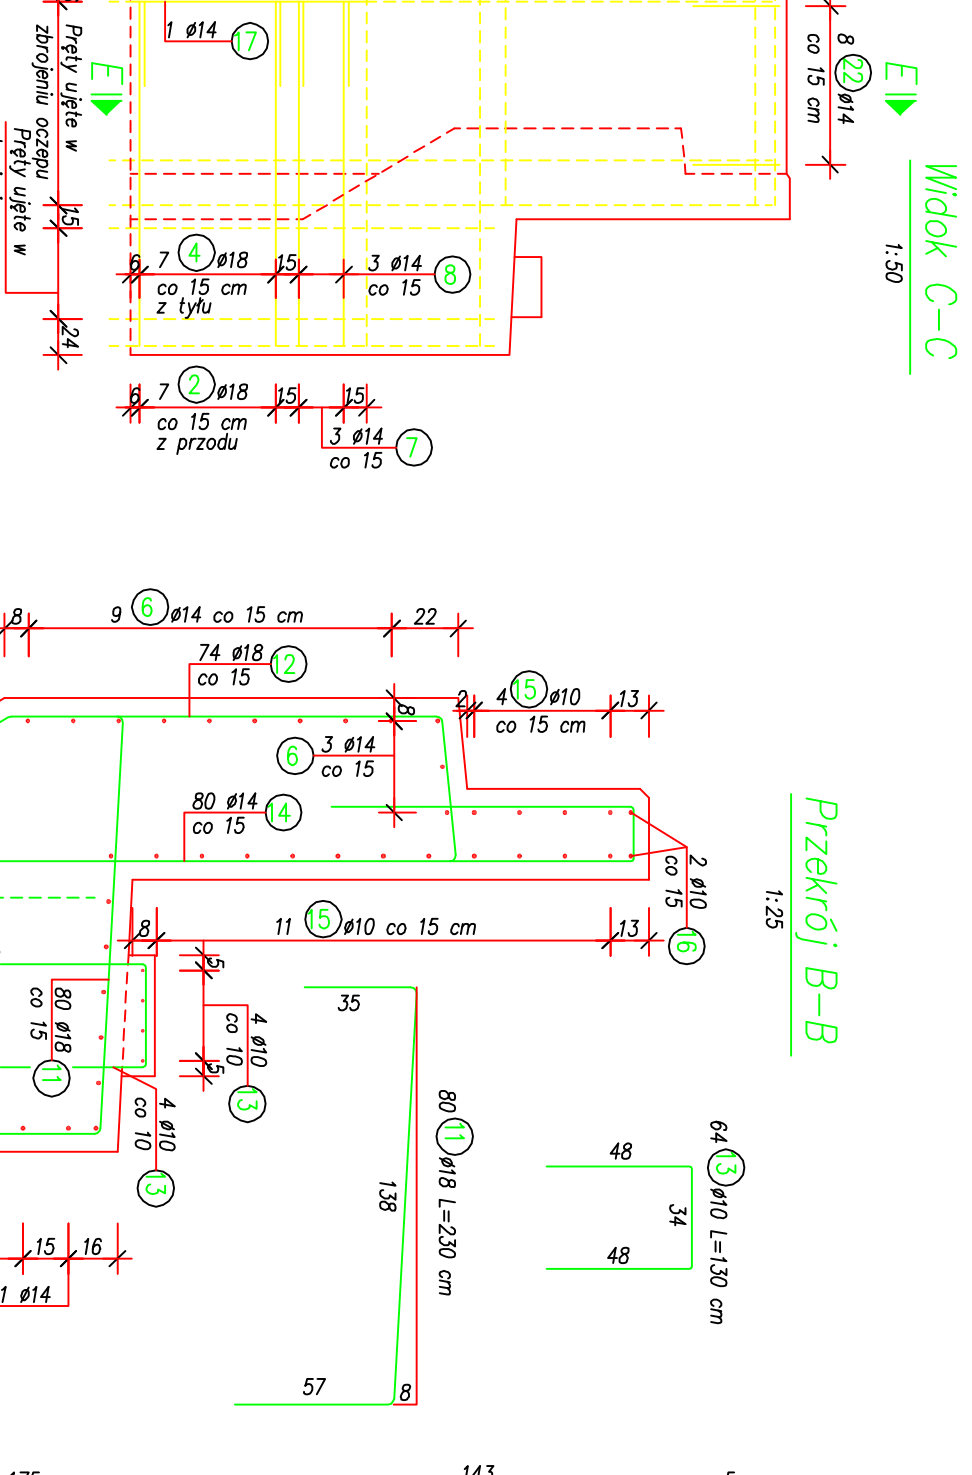 1 ø14
17
8 22 ø14
co 15 cm
E
E
Widok C-C
1:50
Pręty ujęte w
zbrojeniu oczepu
Pręty ujęte w
15
24
6
7 4 ø18
co 15 cm
z tyłu
15
3 ø14
co 15
8
6
7 2 ø18
co 15 cm
z przodu
15
15
3 ø14
co 15
7
8
9 6 ø14 co 15 cm
22
74 ø18
co 15
12
2
4 15 ø10
co 15 cm
13
8
6
3 ø14
co 15
80 ø14
co 15
14
2 ø10
co 15
16
Przekrój B-B
1:25
8
11 15 ø10 co 15 cm
13
5
4 ø10
co 10
13
5
80 ø18
co 15
11
4 ø10
co 10
13
35
138
57
8
80 11 ø18 L=230 cm
48
34
48
64 13 ø10 L=130 cm
15
16
1 ø14
175
143
5